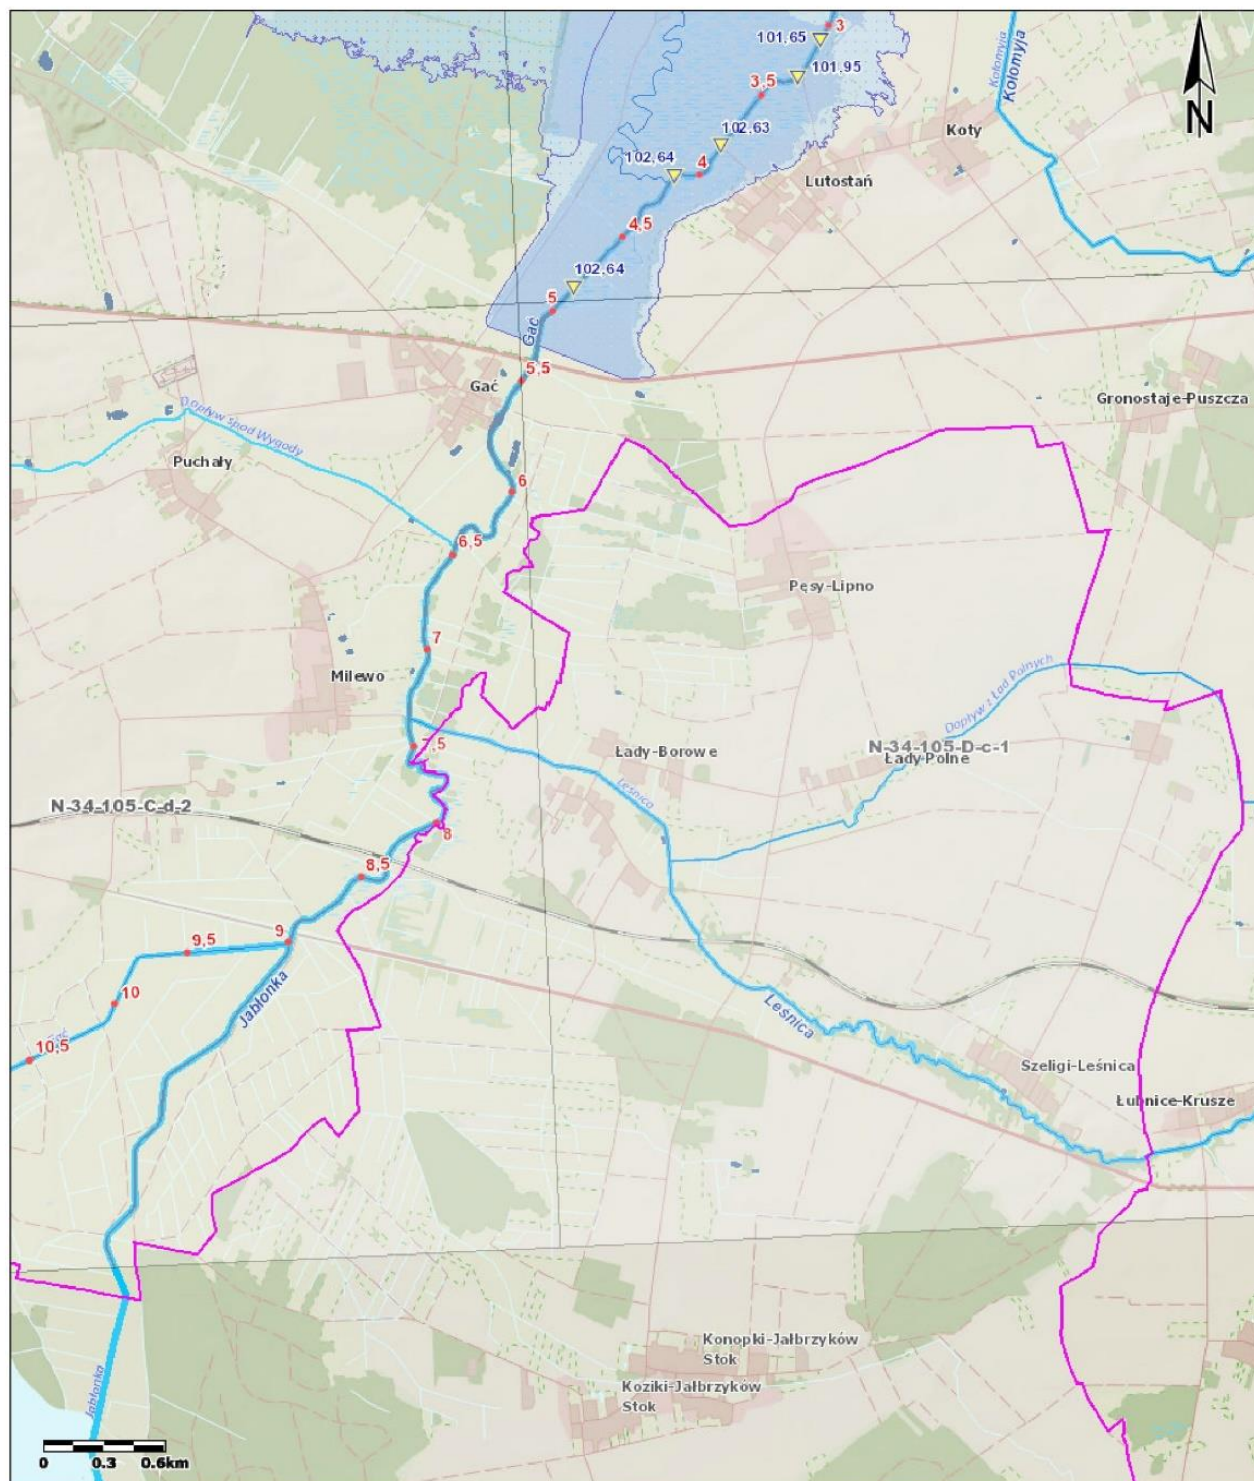 3
101,65
101,95
3,5
Kołomyja
Kołomyja
N
Koty
102,63
102,64
4
Lutostań
4,5
102,64
5
Gać
5,5
Gać
Gronostaje-Puszcza
Dopływ spod Wygody
Puchały
6
6,5
Pęsy-Lipno
7
Milewo
Dopływ z Ład Polnych
7,5
Łady-Borowe
N-34-105-D-c-1
Łady Polne
Leśnica
N-34-105-C-d-2
8
8,5
9
9,5
Jabłonka
10
Leśnica
10,5
Szeligi-Leśnica
Łubnice-Krusze
Konopki-Jałbrzyków
Stok
Koziki-Jałbrzyków
Stok
Jabłonka
0 0.3 0.6km